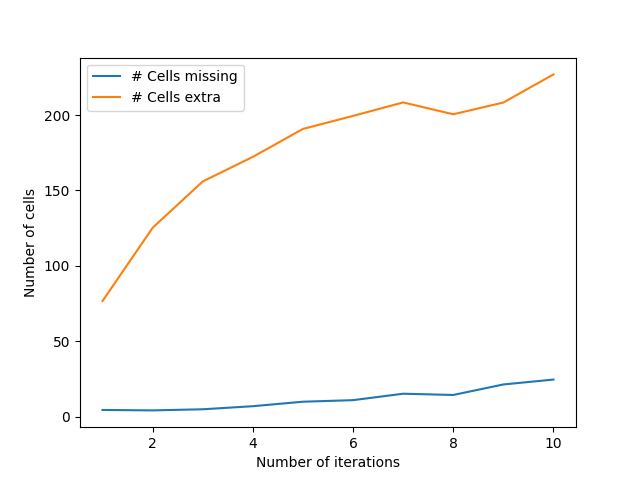 # Cells missing
# Cells extra
200
150
100
50
0
Number of cells
2 4 6 8 10
Number of iterations